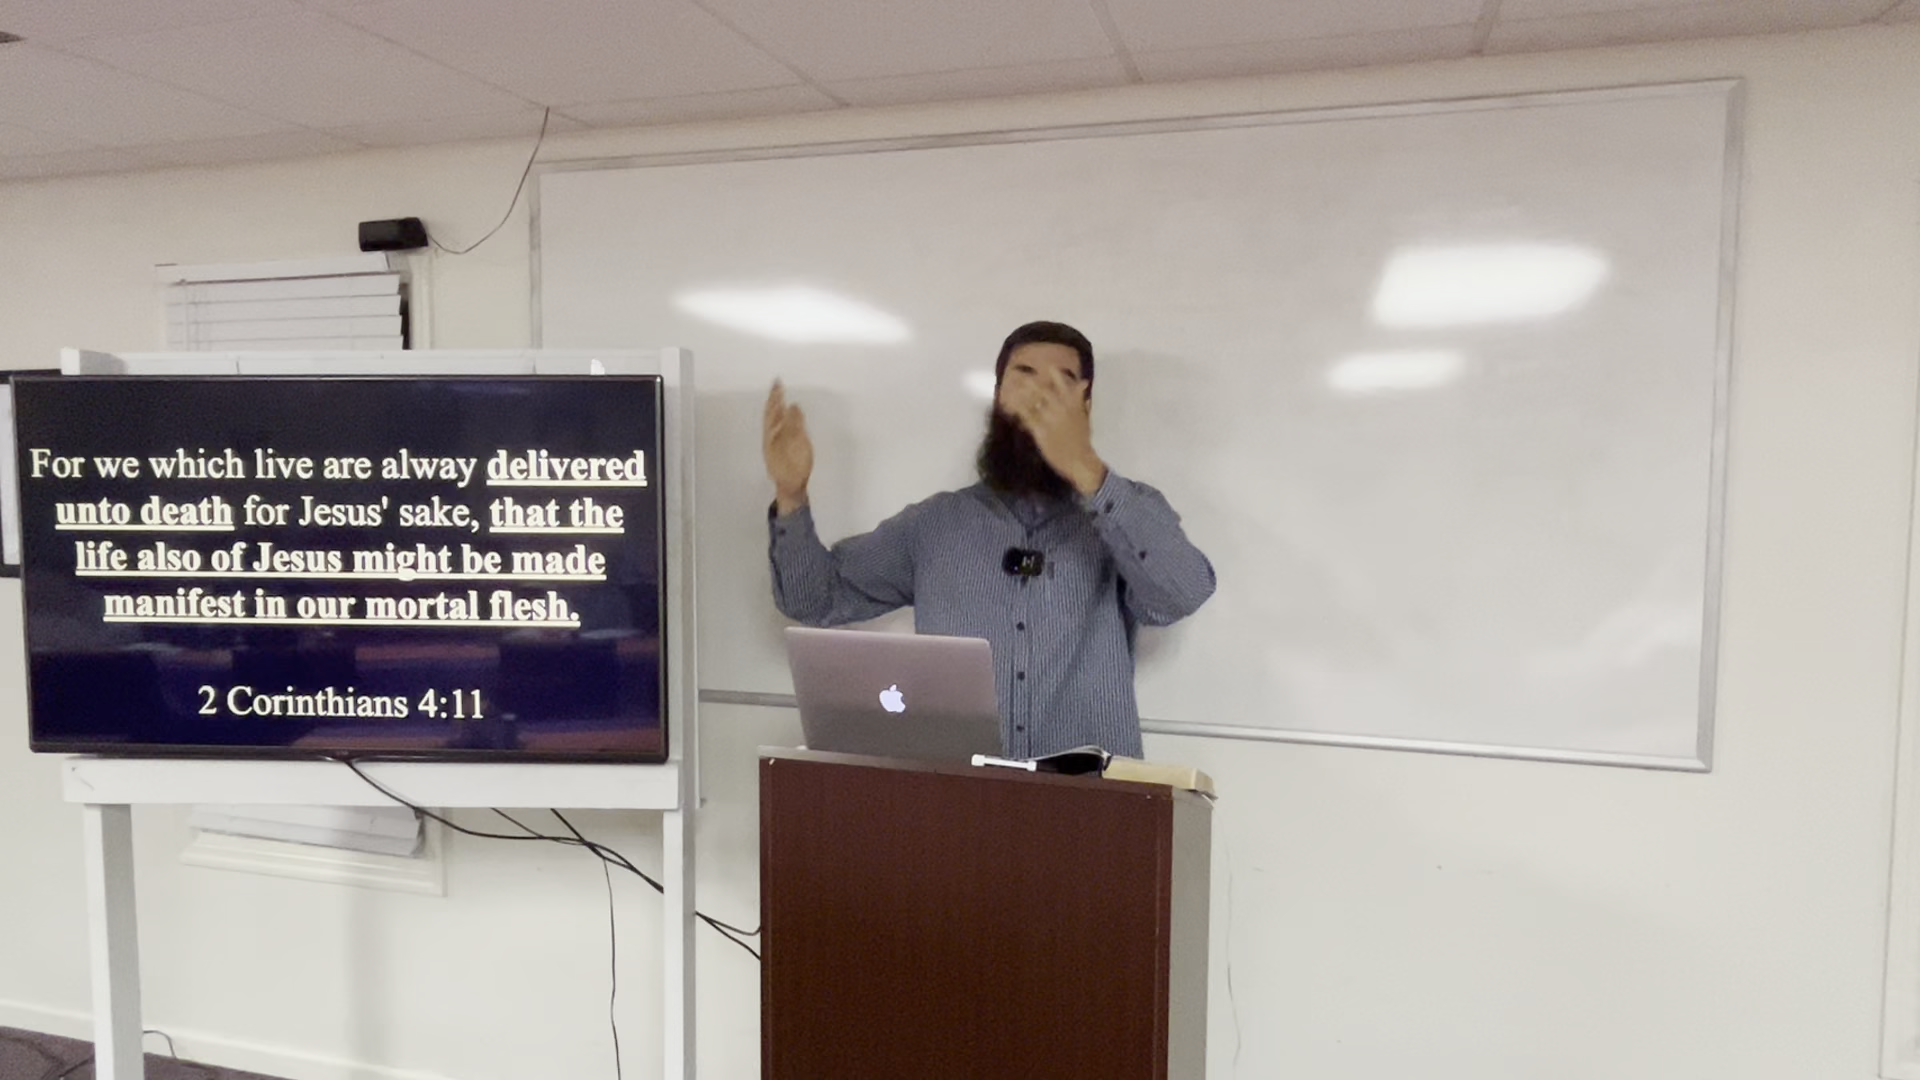 For we which live are alway delivered
unto death for Jesus' sake, that the
life also of Jesus might be made
manifest in our mortal flesh.
2 Corinthians 4:11